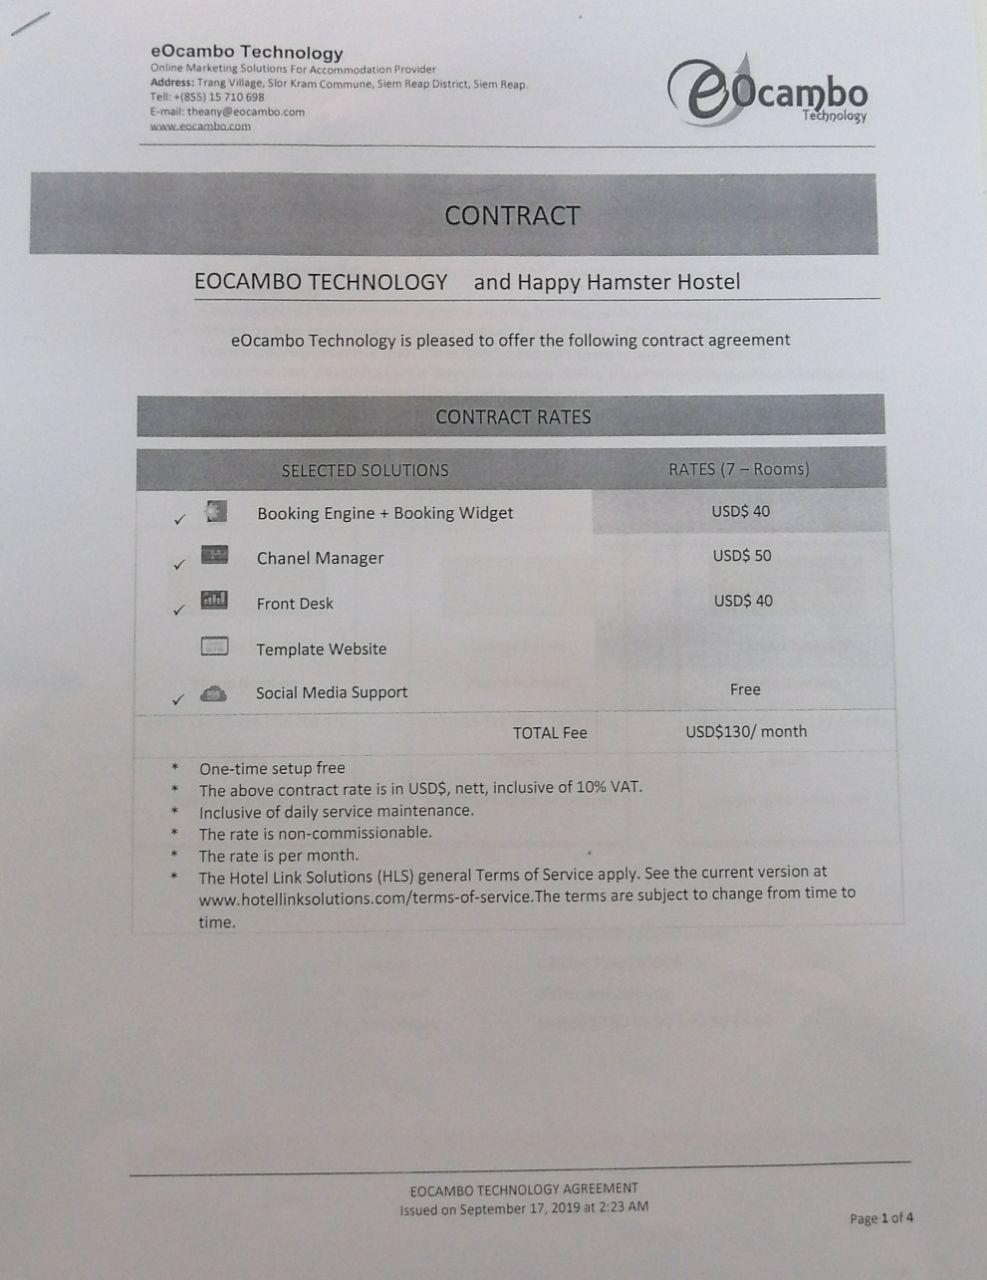 eOcambo Technology
Online Marketing Solutions For Accommodation Provider
Address: Trang Village, Slor Kram Commune, Siem Reap District, Siem Reap.
Tell: +(855) 15 710 698
E-mail: theany@eocambo.com
www.eocambo.com
eOcambo
Technology
CONTRACT
EOCAMBO TECHNOLOGY and Happy Hamster Hostel
eOcambo Technology is pleased to offer the following contract agreement
CONTRACT RATES
SELECTED SOLUTIONS RATES (7 – Rooms)
✓ Booking Engine + Booking Widget USD$ 40
✓ Chanel Manager USD$ 50
✓ Front Desk USD$ 40
Template Website
✓ Social Media Support Free
TOTAL Fee USD$130/ month
* One-time setup free
* The above contract rate is in USD$, nett, inclusive of 10% VAT.
* Inclusive of daily service maintenance.
* The rate is non-commissionable.
* The rate is per month.
* The Hotel Link Solutions (HLS) general Terms of Service apply. See the current version at
www.hotellinksolutions.com/terms-of-service.The terms are subject to change from time to
time.
EOCAMBO TECHNOLOGY AGREEMENT
Issued on September 17, 2019 at 2:23 AM
Page 1 of 4